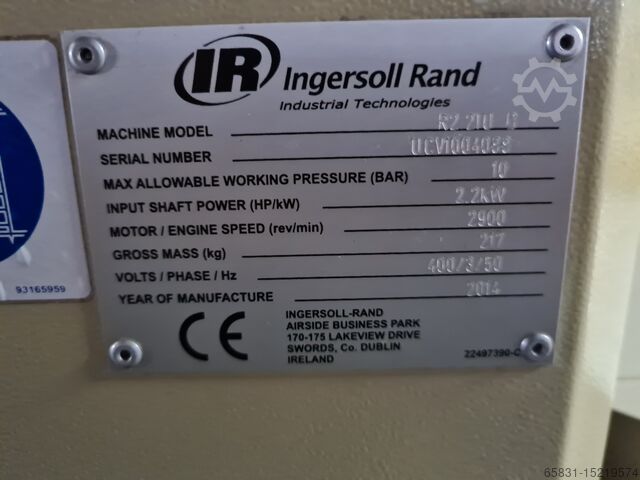 IR Ingersoll Rand
Industrial Technologies
MACHINE MODEL
SERIAL NUMBER
MAX ALLOWABLE WORKING PRESSURE (BAR) 10
INPUT SHAFT POWER (HP/kW) 2.2kW
MOTOR / ENGINE SPEED (rev/min) 2900
GROSS MASS (kg) 217
VOLTS / PHASE / Hz 400/3/50
YEAR OF MANUFACTURE 2014
CE
INGERSOLL-RAND
AIRSIDE BUSINESS PARK
170-175 LAKEVIEW DRIVE
SWORDS, Co. DUBLIN
IRELAND
22497390-C
93165959
65831-15219574